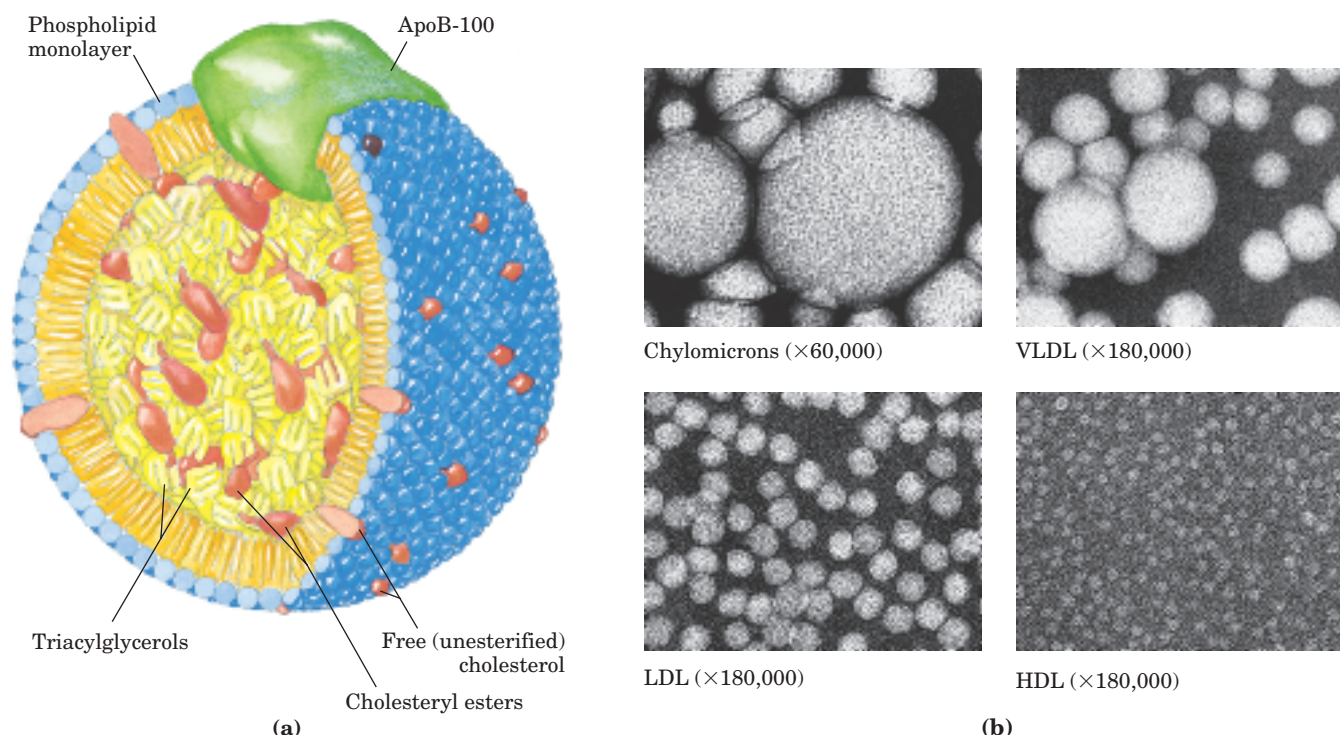 Phospholipid
monolayer
ApoB-100
Triacylglycerols
Free (unesterified)
cholesterol
Cholesteryl esters
(a)
Chylomicrons (×60,000)
VLDL (×180,000)
LDL (×180,000)
HDL (×180,000)
(b)